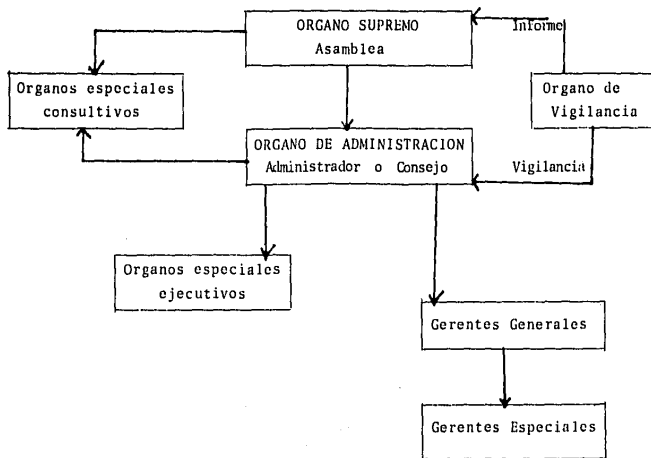 ORGANO SUPREMO
Asamblea
Informe
Organos especiales
consultivos
Organo de
Vigilancia
ORGANO DE ADMINISTRACION
Administrador o Consejo
Vigilancia
Organos especiales
ejecutivos
Gerentes Generales
Gerentes Especiales